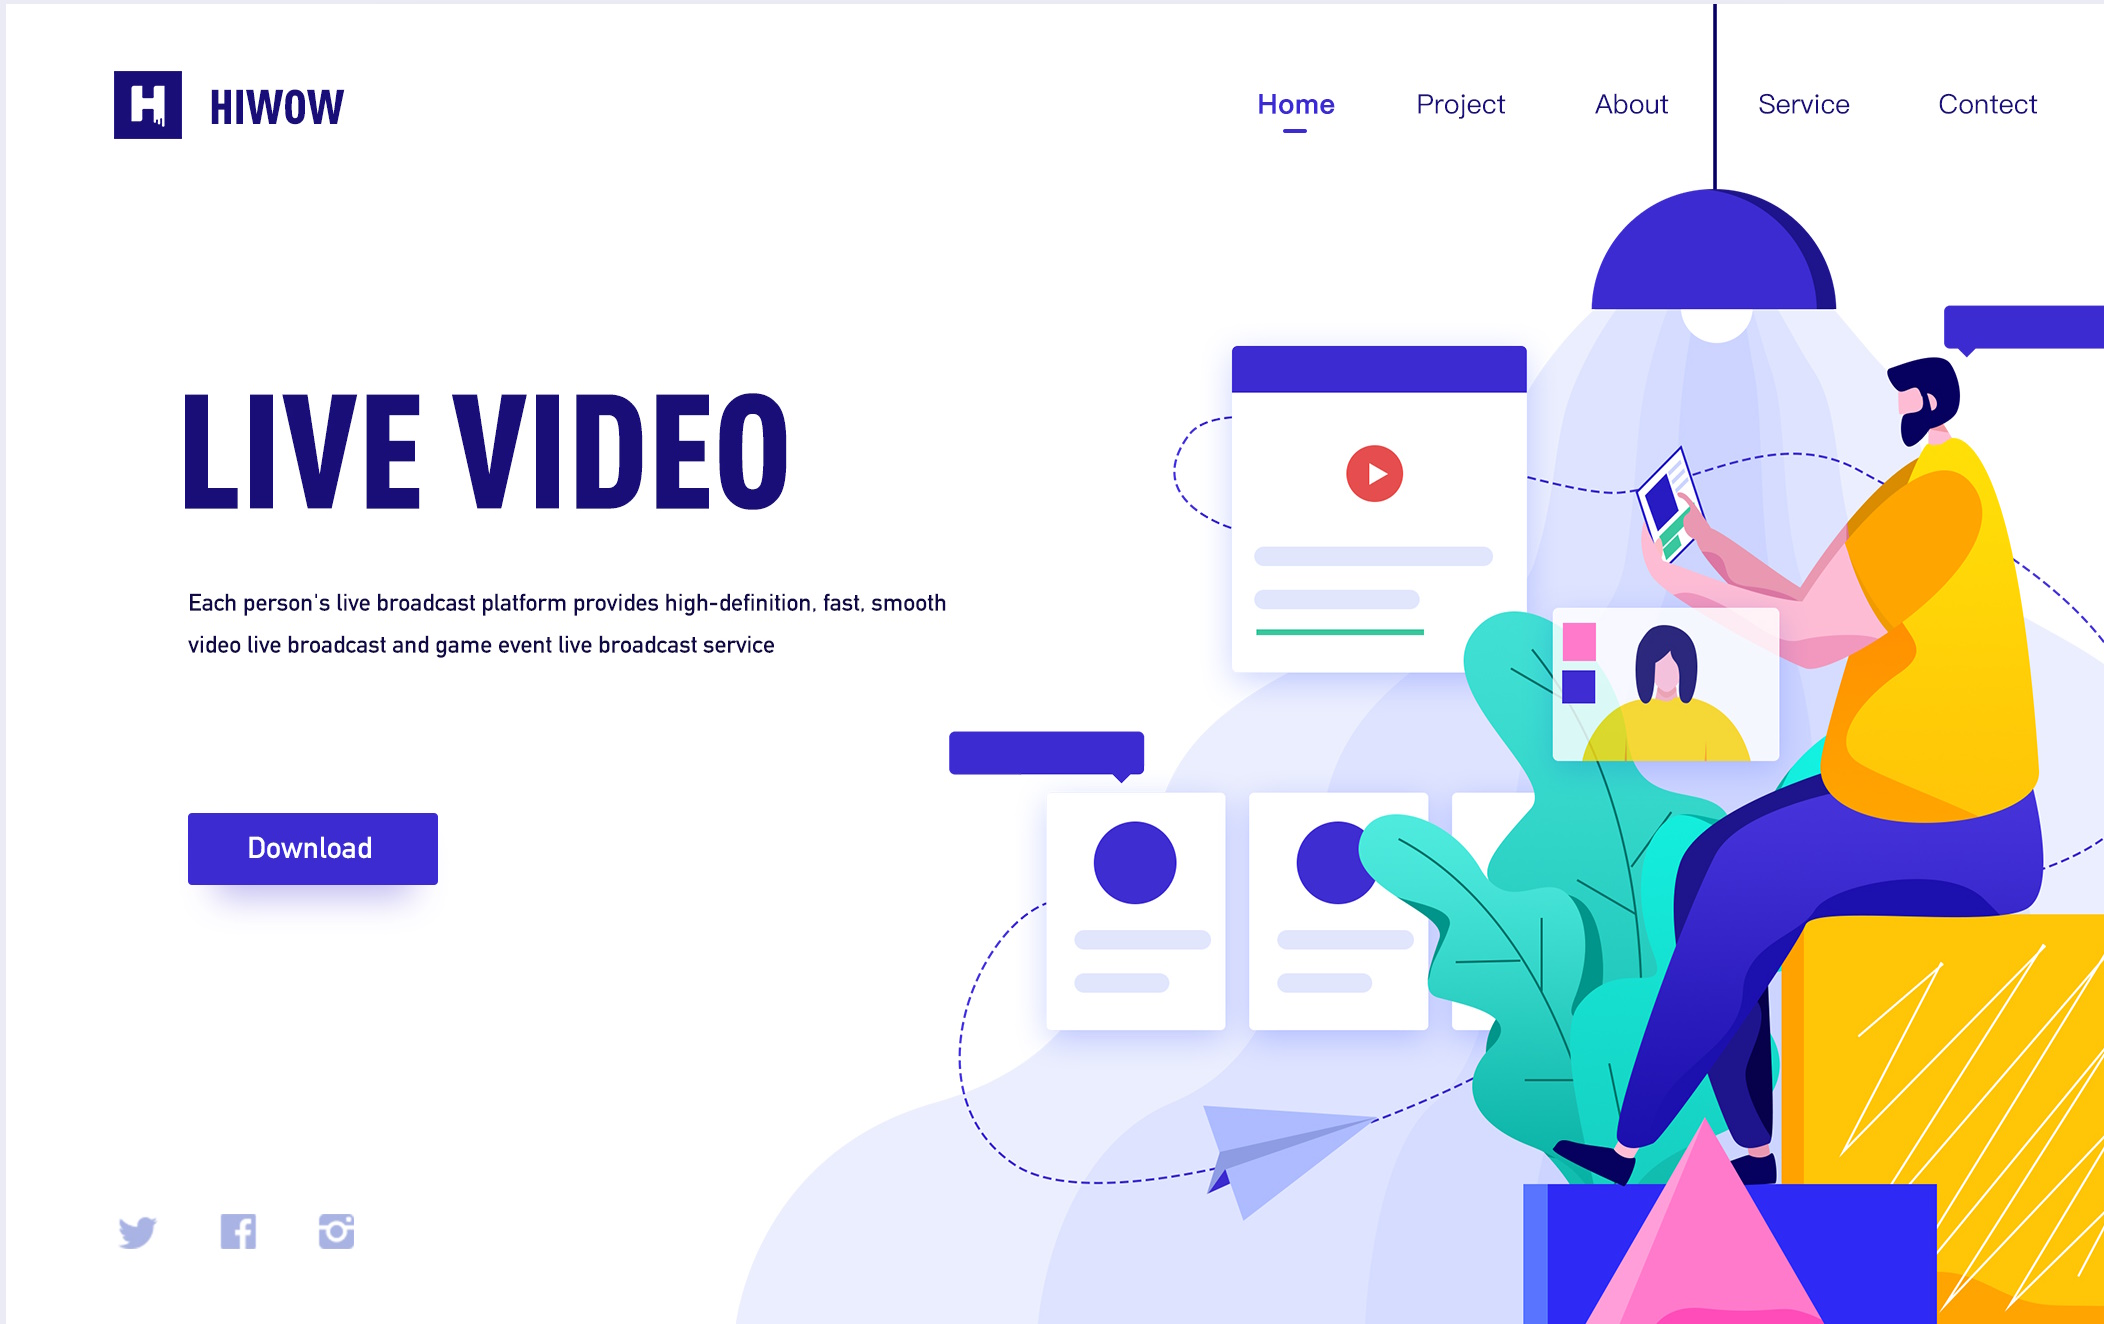 HIWOW
Home Project About Service Contect
LIVE VIDEO
Each person's live broadcast platform provides high-definition, fast, smooth
video live broadcast and game event live broadcast service
Download